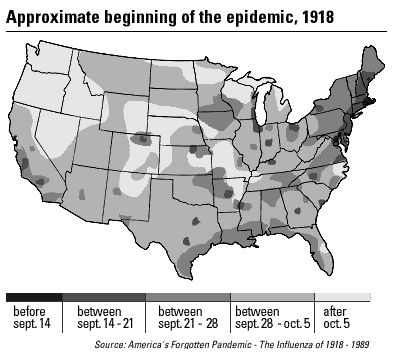 Approximate beginning of the epidemic, 1918
before
sept. 14
between
sept. 14 - 21
between
sept. 21 - 28
between
sept. 28 - oct. 5
after
oct. 5
Source: America's Forgotten Pandemic - The Influenza of 1918 - 1989